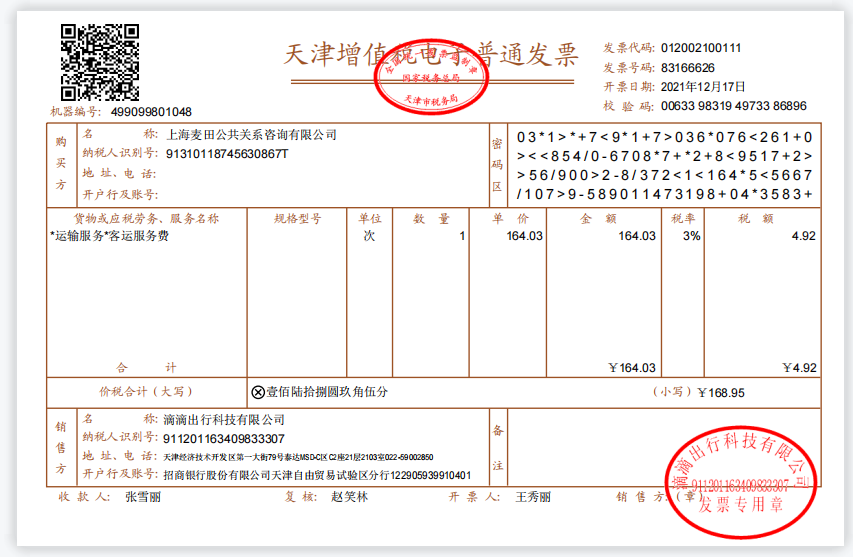 天津增值税电子普通发票
全国统一发票监制章
国家税务总局
天津市税务局
发票代码: 012002100111
发票号码: 83166626
开票日期: 2021年12月17日
校 验 码: 00633 98319 49733 86896
机器编号: 499099801048
购买方
名 称: 上海麦田公共关系咨询有限公司
纳税人识别号: 91310118745630867T
地 址、电 话:
开户行及账号:
密码区
03*1>*+7<9*1+7>036*076<261+0
><<854/0-6708*7+*2+8<9517+2>
>56/900>2-8/372<1<164*5<5667
/107>9-589011473198+04*3583+
货物或应税劳务、服务名称 规格型号 单位 数 量 单 价 金 额 税率 税 额
*运输服务*客运服务费 次 1 164.03 164.03 3% 4.92
合 计 ￥164.03 ￥4.92
价税合计（大写） ⊗壹佰陆拾捌圆玖角伍分 （小写）￥168.95
销售方
名 称: 滴滴出行科技有限公司
纳税人识别号: 911201163409833307
地 址、电 话: 天津经济技术开发区第一大街79号泰达MSD-C区C2座21层2103室022-59002850
开户行及账号: 招商银行股份有限公司天津自由贸易试验区分行122905939910401
备注
收 款 人: 张雪丽 复 核: 赵笑林 开 票 人: 王秀丽 销 售 方:（章）
滴滴出行科技有限公司
911201163409833307
发票专用章